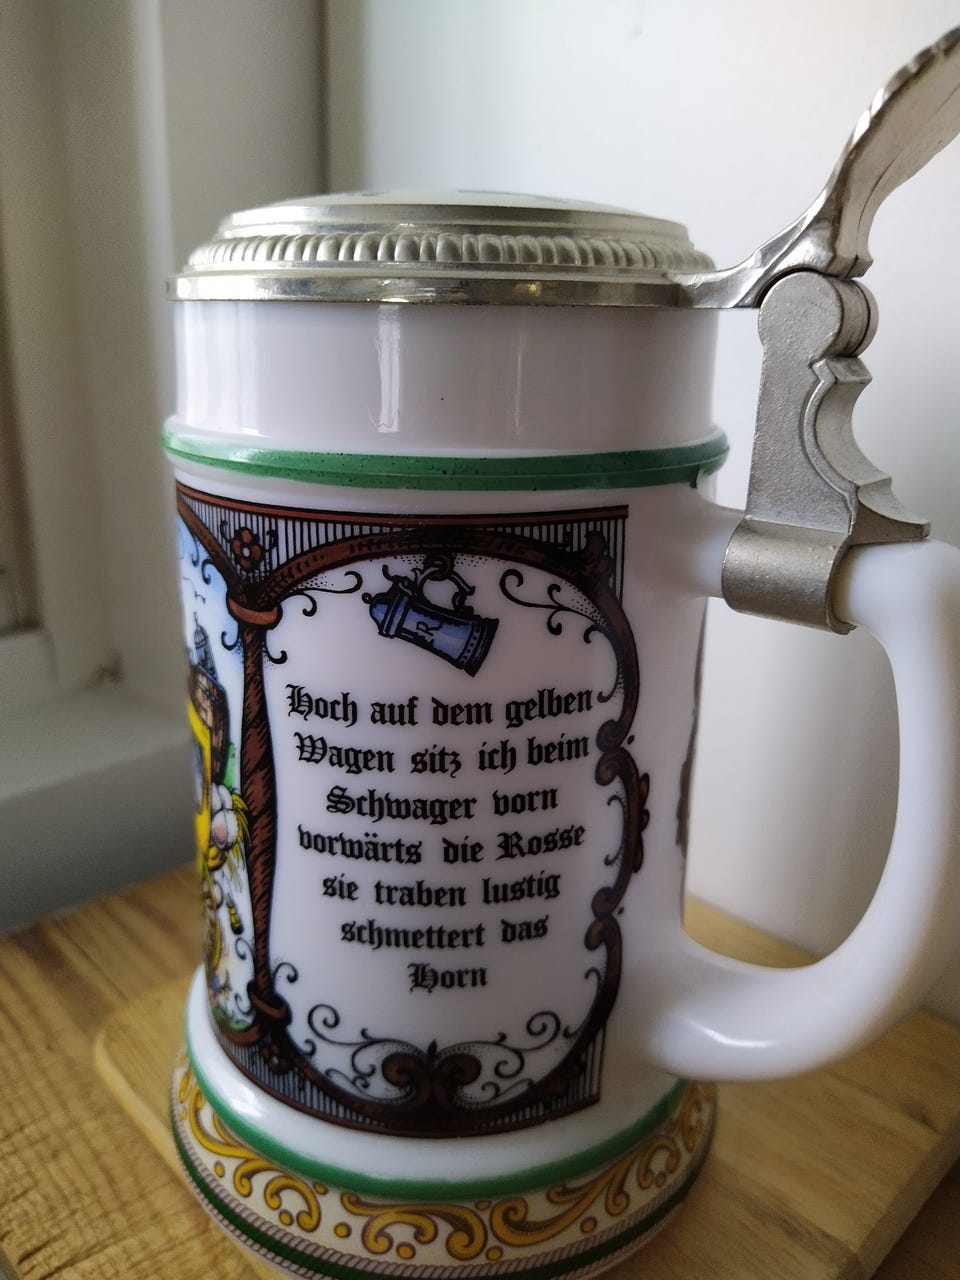 R
Hoch auf dem gelben
Wagen sitz ich beim
Schwager vorn
vorwärts die Rosse
sie traben lustig
schmettert das
Horn